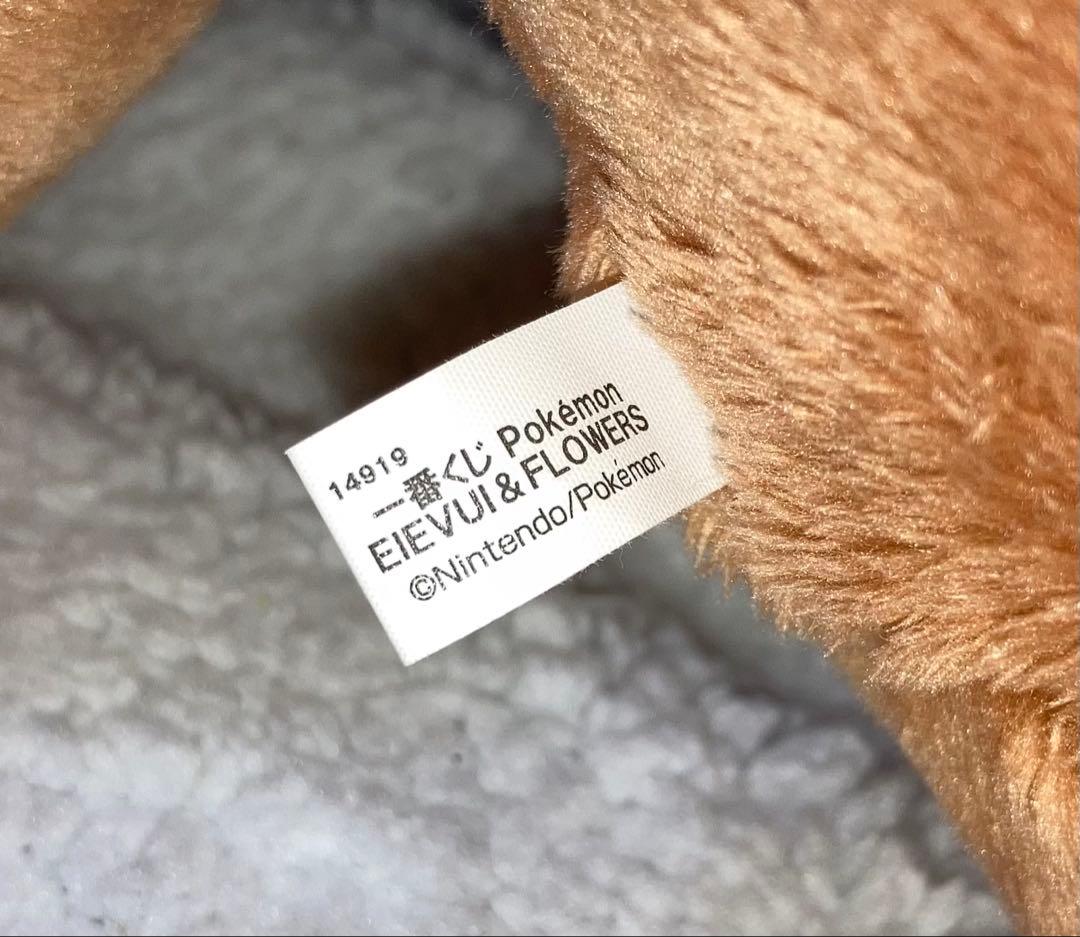 14919
一番くじ Pokémon
EIEVUI & FLOWERS
©Nintendo/Pokémon